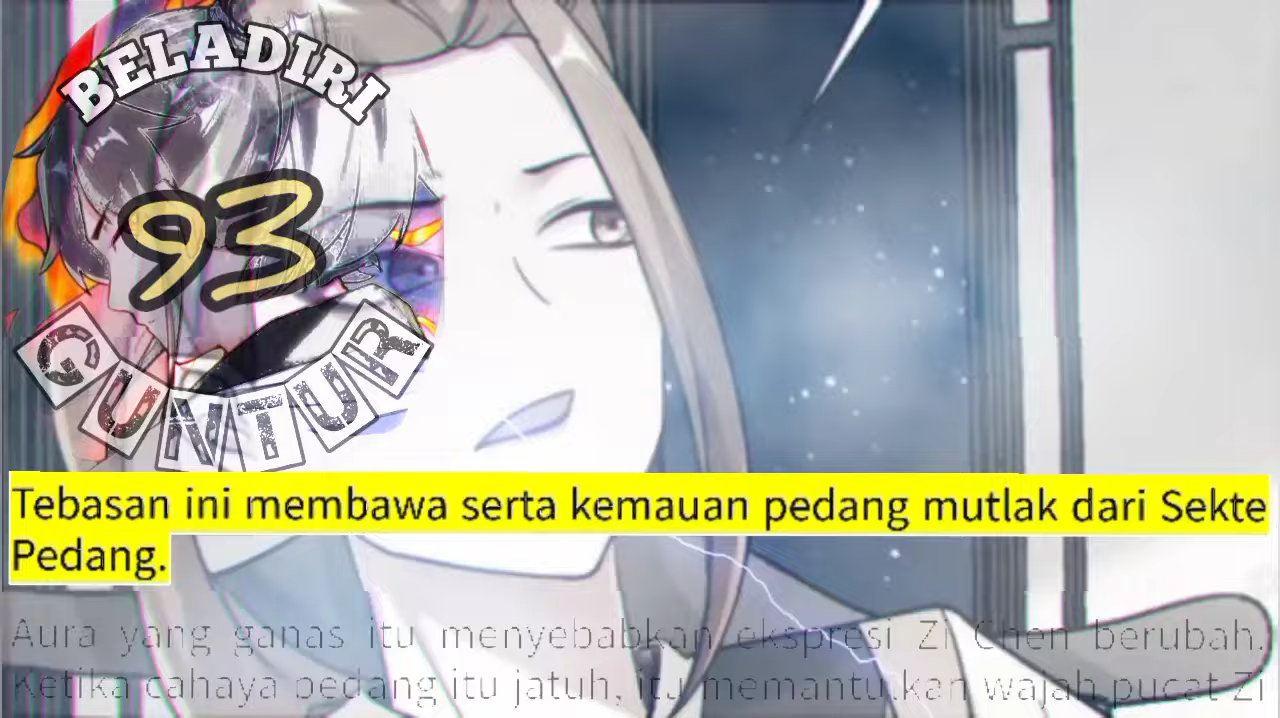 BELADIRI
93
GUNTUR
Tebasan ini membawa serta kemauan pedang mutlak dari Sekte
Pedang.
Aura yang ganas itu menyebabkan ekspresi Zi Chen berubah.
Ketika cahaya pedang itu jatuh, itu memantulkan wajah pucat Zi